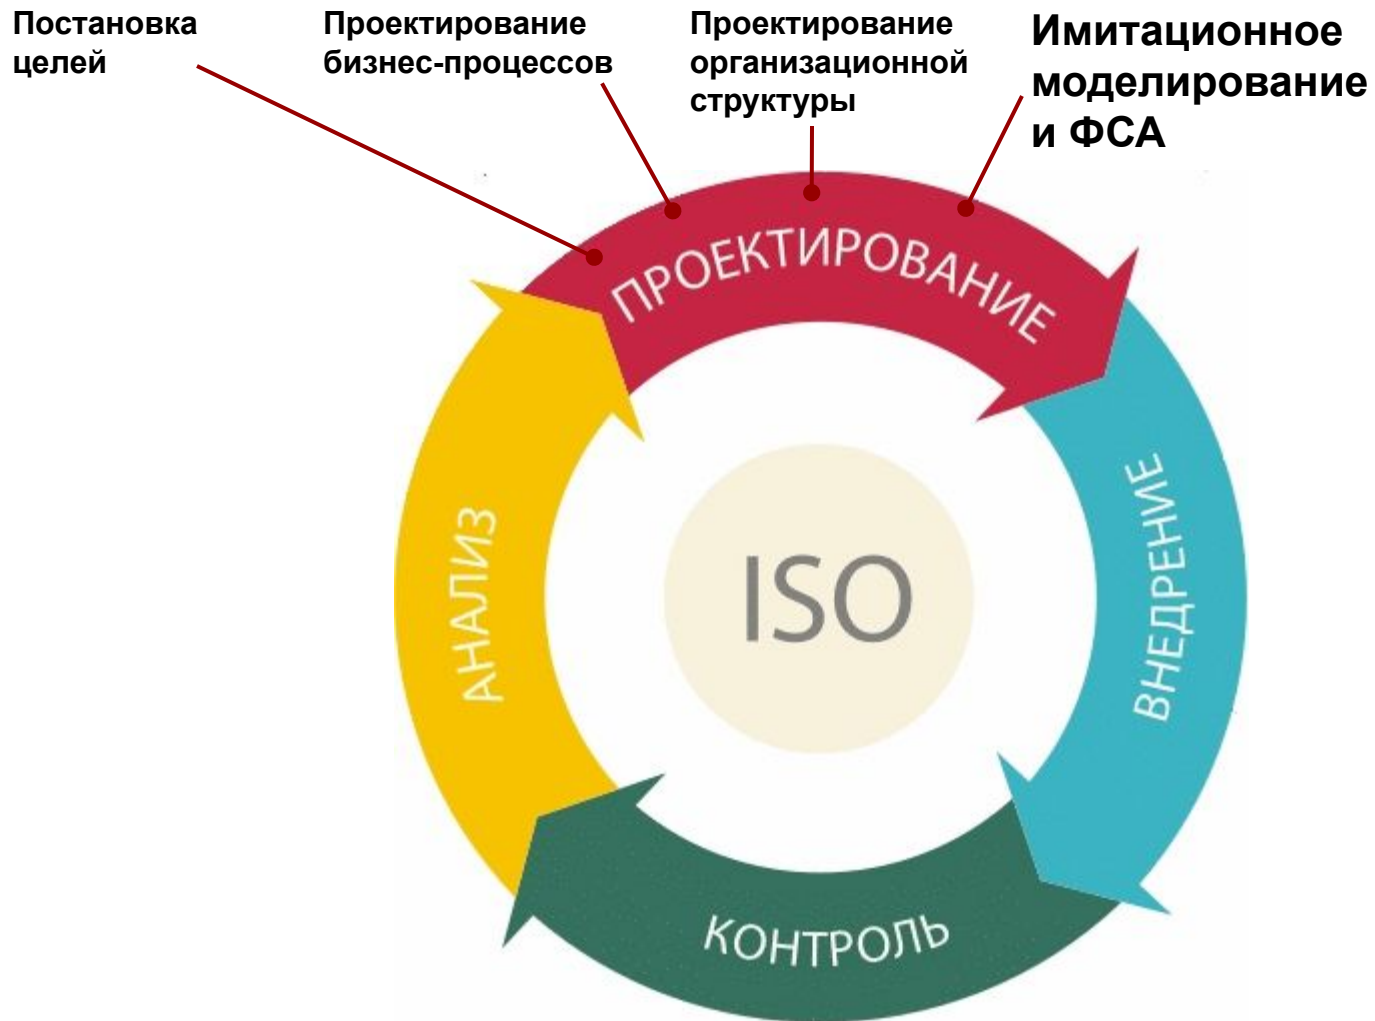 Постановка
целей
Проектирование
бизнес-процессов
Проектирование
организационной
структуры
Имитационное
моделирование
и ФСА
ПРОЕКТИРОВАНИЕ
ВНЕДРЕНИЕ
КОНТРОЛЬ
АНАЛИЗ
ISO